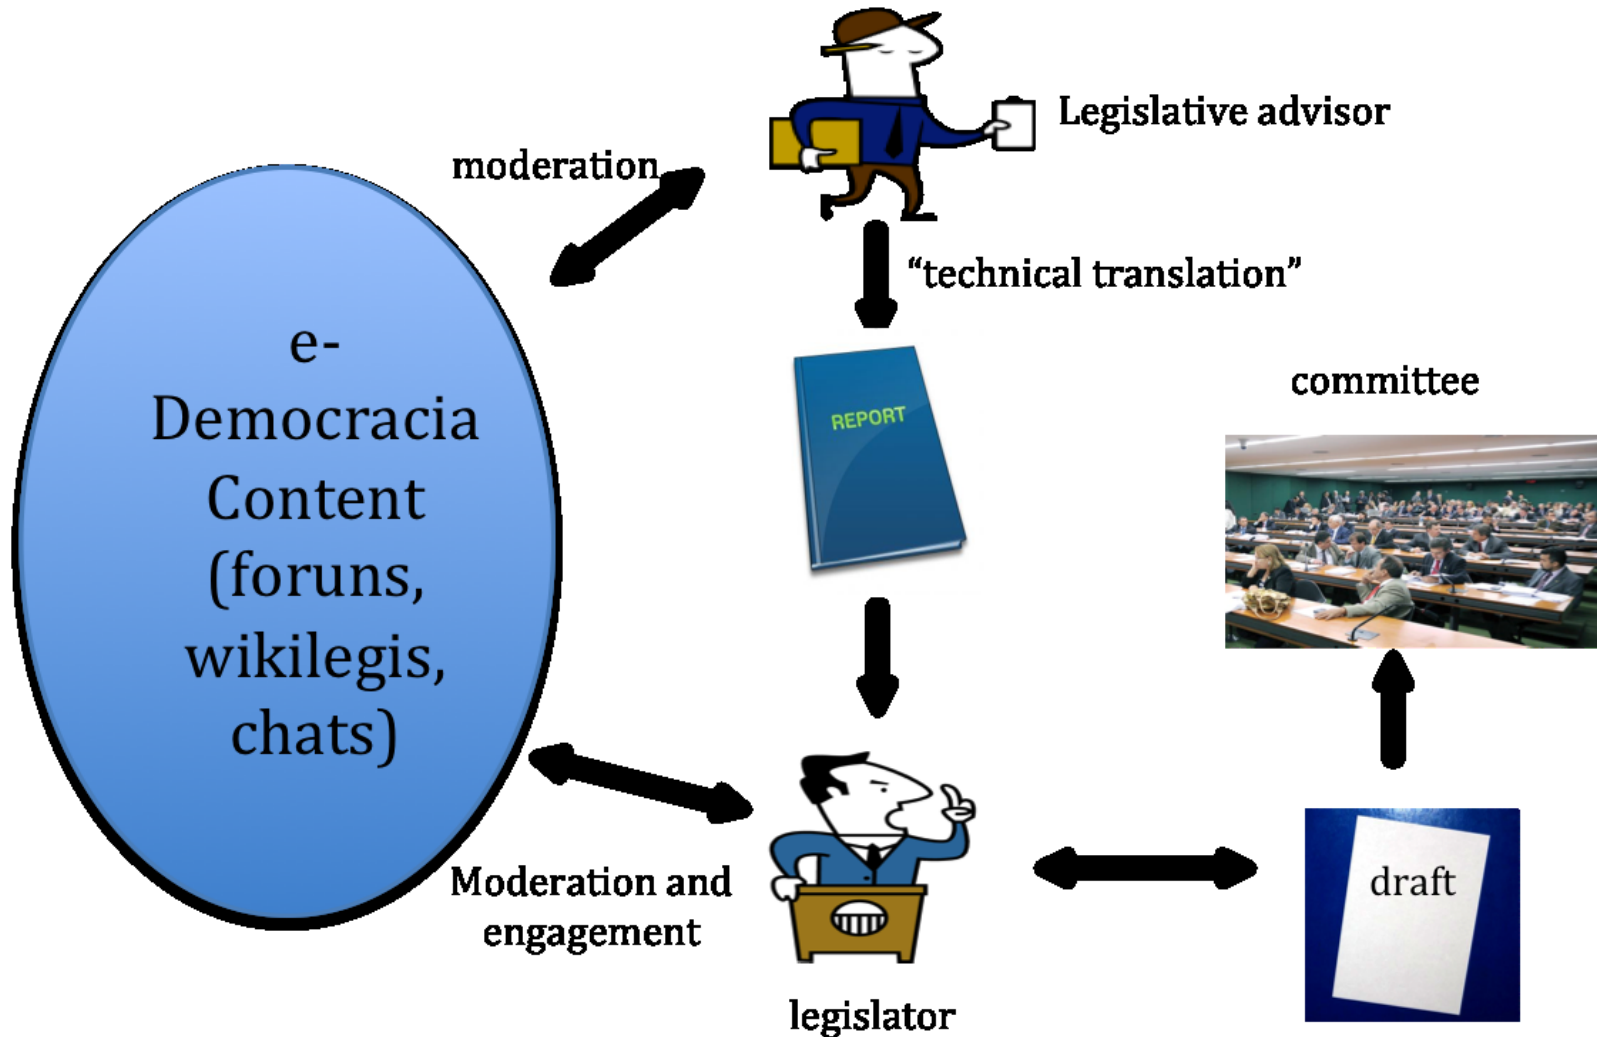 Legislative advisor
moderation
“technical translation”
e-
Democracia
Content
(foruns,
wikilegis,
chats)
REPORT
committee
Moderation and
engagement
draft
legislator